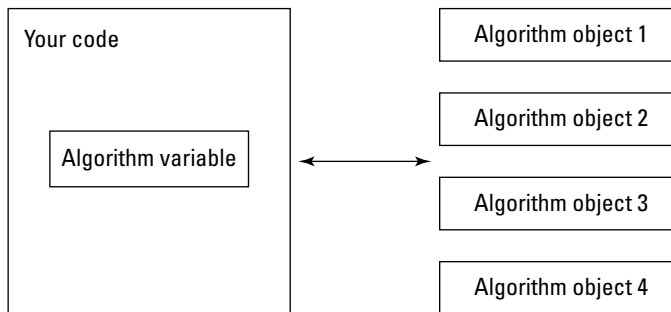 Your code
Algorithm variable
Algorithm object 1
Algorithm object 2
Algorithm object 3
Algorithm object 4